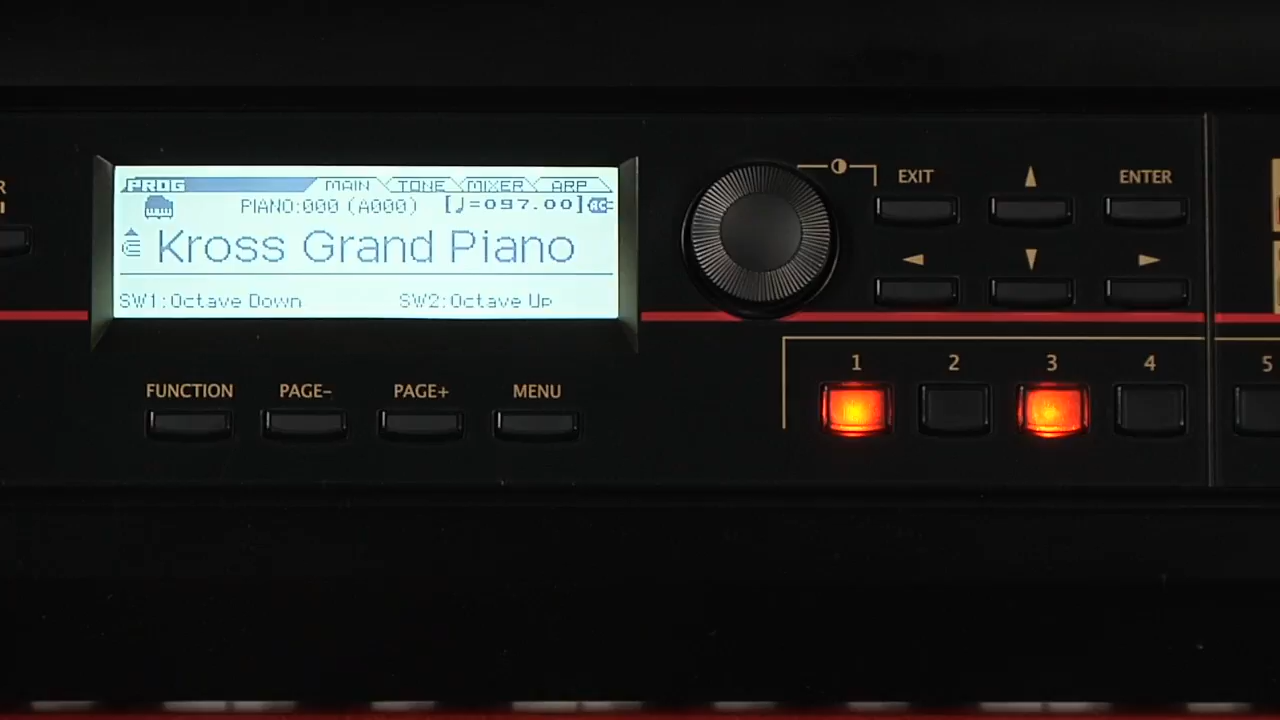 PROG MAIN TONE MIXER ARP
PIANO:000 (A000) [♩=097.00]
Kross Grand Piano
SW1:Octave Down SW2:Octave Up
EXIT ENTER
FUNCTION PAGE- PAGE+ MENU
1 2 3 4 5